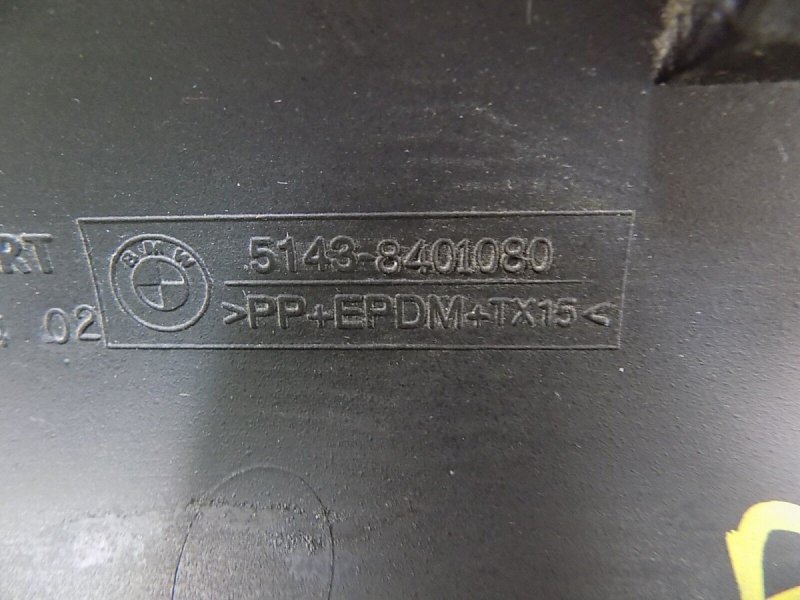 BMW
5143-8401080
>PP+EPDM+TX15<
RT
02